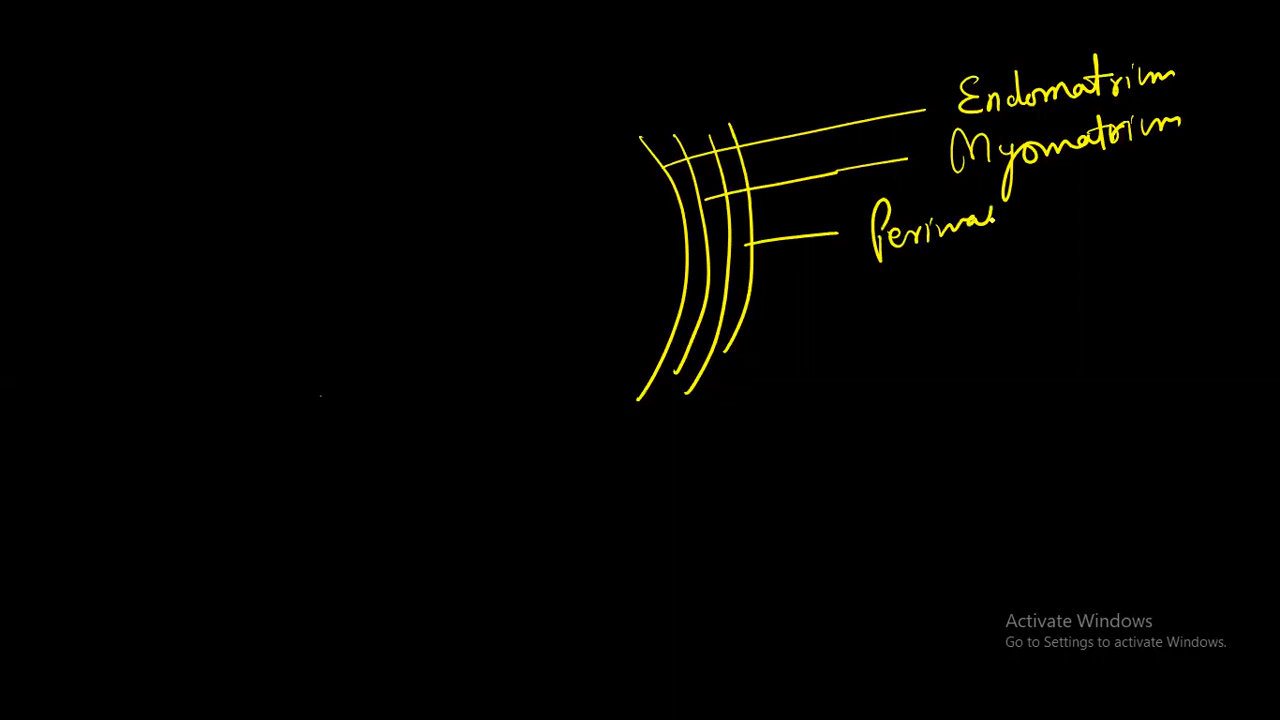 Endomatrium
Myomatrium
Perima
Activate Windows
Go to Settings to activate Windows.